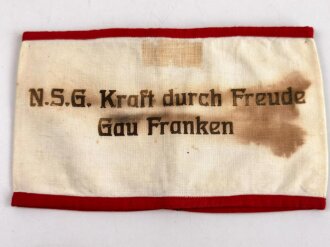 N.S.G. Kraft durch Freude
Gau Franken